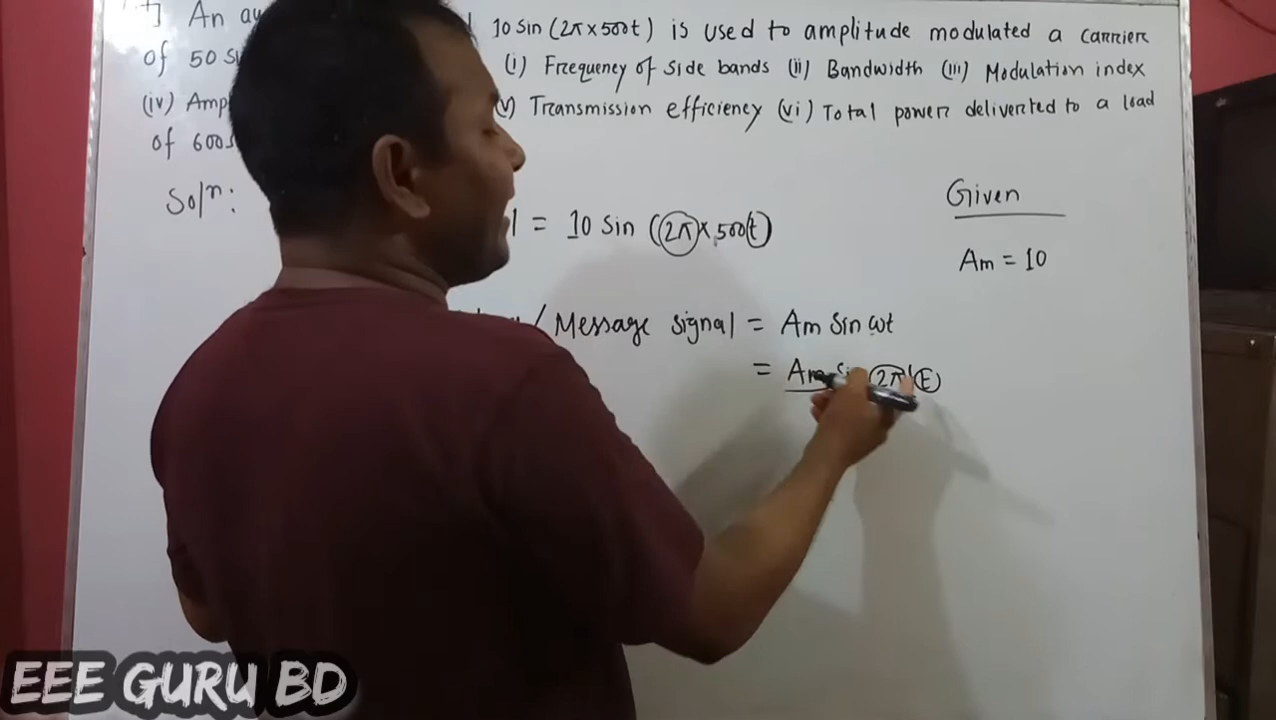 An 10 Sin (2π×500t) is used to amplitude modulated a carrier
of 50 (i) Frequency of Side bands (ii) Bandwidth (iii) Modulation index
(iv) Amp (v) Transmission efficiency (vi) Total power delivered to a load
of 600
Solⁿ: Given
= 10 Sin (2π×500t)
Am = 10
/ Message signal = Am Sin ωt
= Am 2π t
EEE GURU BD